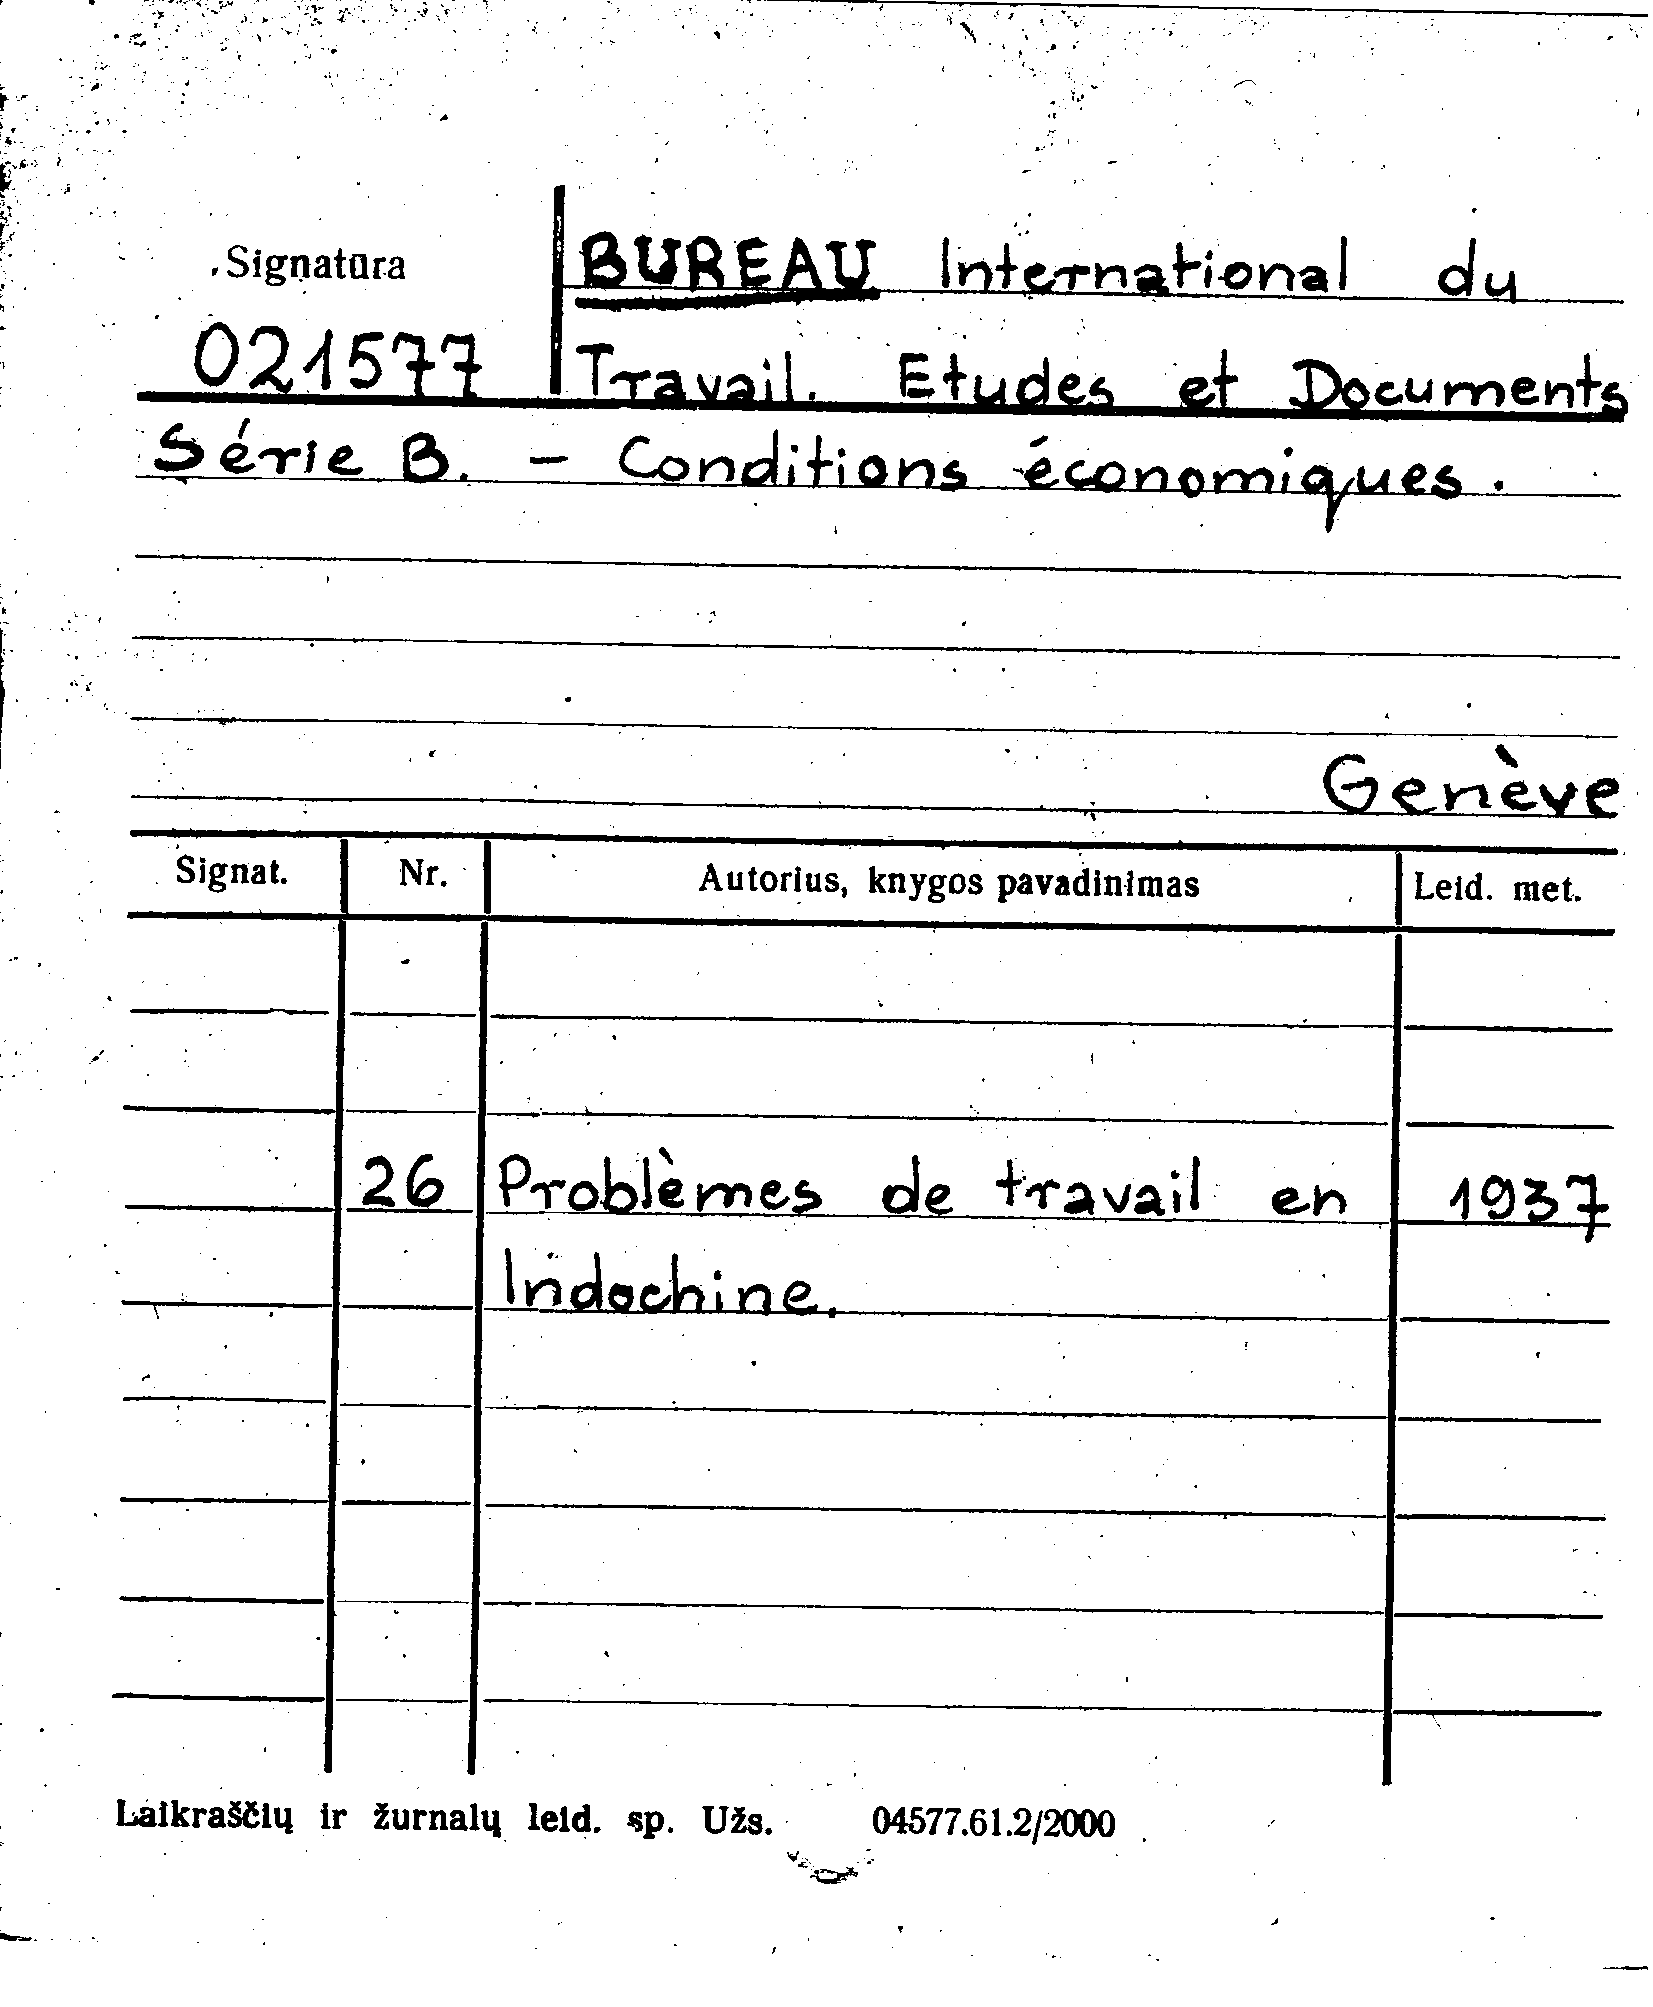 Signatūra
BUREAU International du
021577
Travail. Etudes et Documents
Série B. – Conditions économiques.
Genève
Signat. Nr. Autorius, knygos pavadinimas Leid. met.
26 Problèmes de travail en 1937
Indochine.
Laikraščių ir žurnalų leid. sp. Užs. 04577.61.2/2000